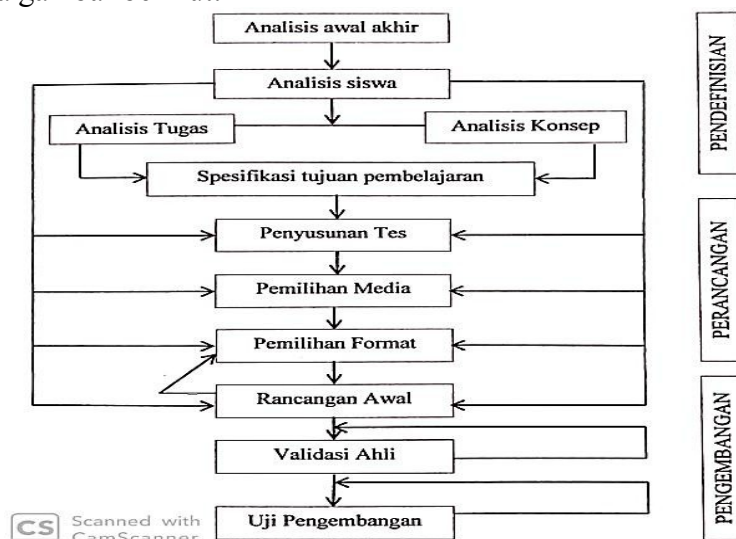 Analisis awal akhir
Analisis siswa
Analisis Tugas
Analisis Konsep
Spesifikasi tujuan pembelajaran
Penyusunan Tes
Pemilihan Media
Pemilihan Format
Rancangan Awal
Validasi Ahli
Uji Pengembangan
PENDEFINISIAN
PERANCANGAN
PENGEMBANGAN
CS Scanned with
CamScanner